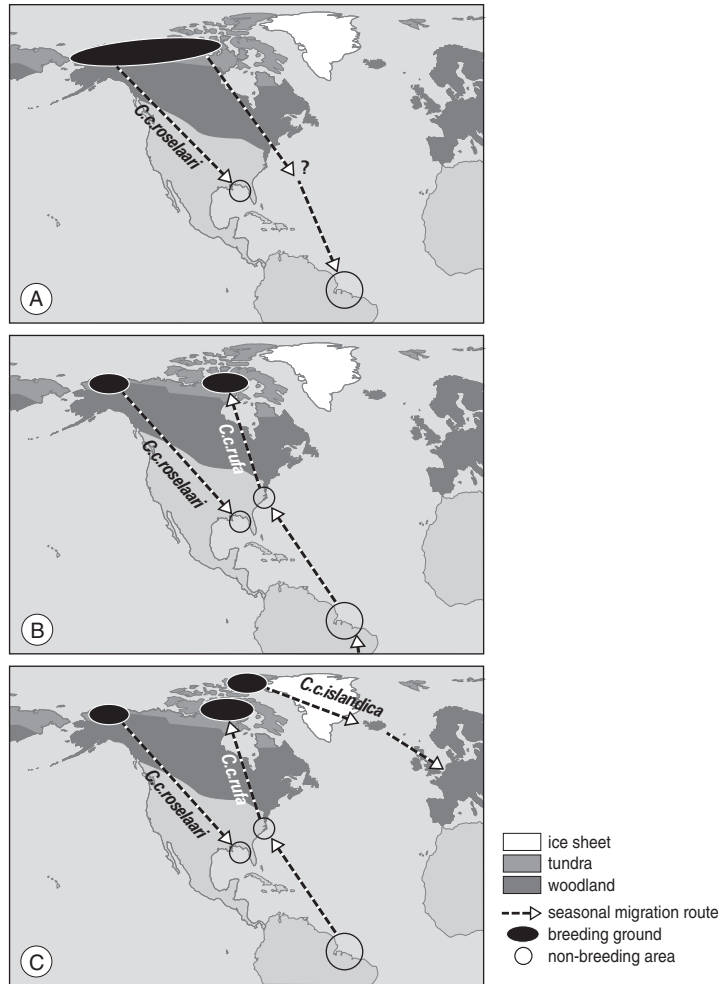 C.c.roselaari
?
A
C.c.roselaari
C.c.rufa
B
C.c.islandica
C.c.roselaari
C.c.rufa
C
ice sheet
tundra
woodland
seasonal migration route
breeding ground
non-breeding area